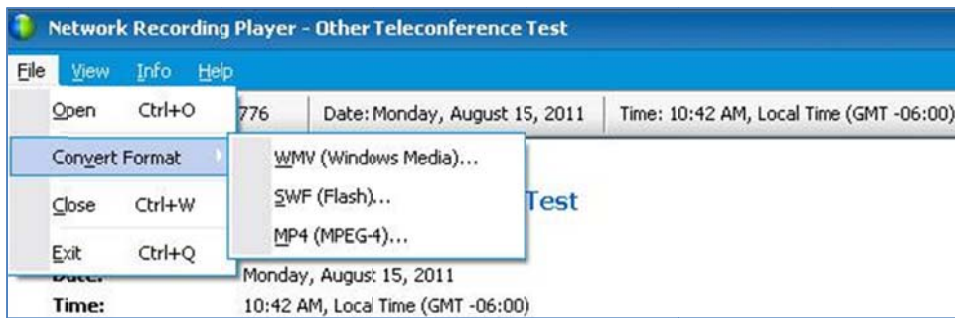 Network Recording Player - Other Teleconference Test
File View Info Help
Open Ctrl+O
776 Date: Monday, August 15, 2011 Time: 10:42 AM, Local Time (GMT -06:00)
Convert Format
WMV (Windows Media)...
SWF (Flash)...
Test
MP4 (MPEG-4)...
Close Ctrl+W
Exit Ctrl+Q
Monday, August 15, 2011
Time: 10:42 AM, Local Time (GMT -06:00)